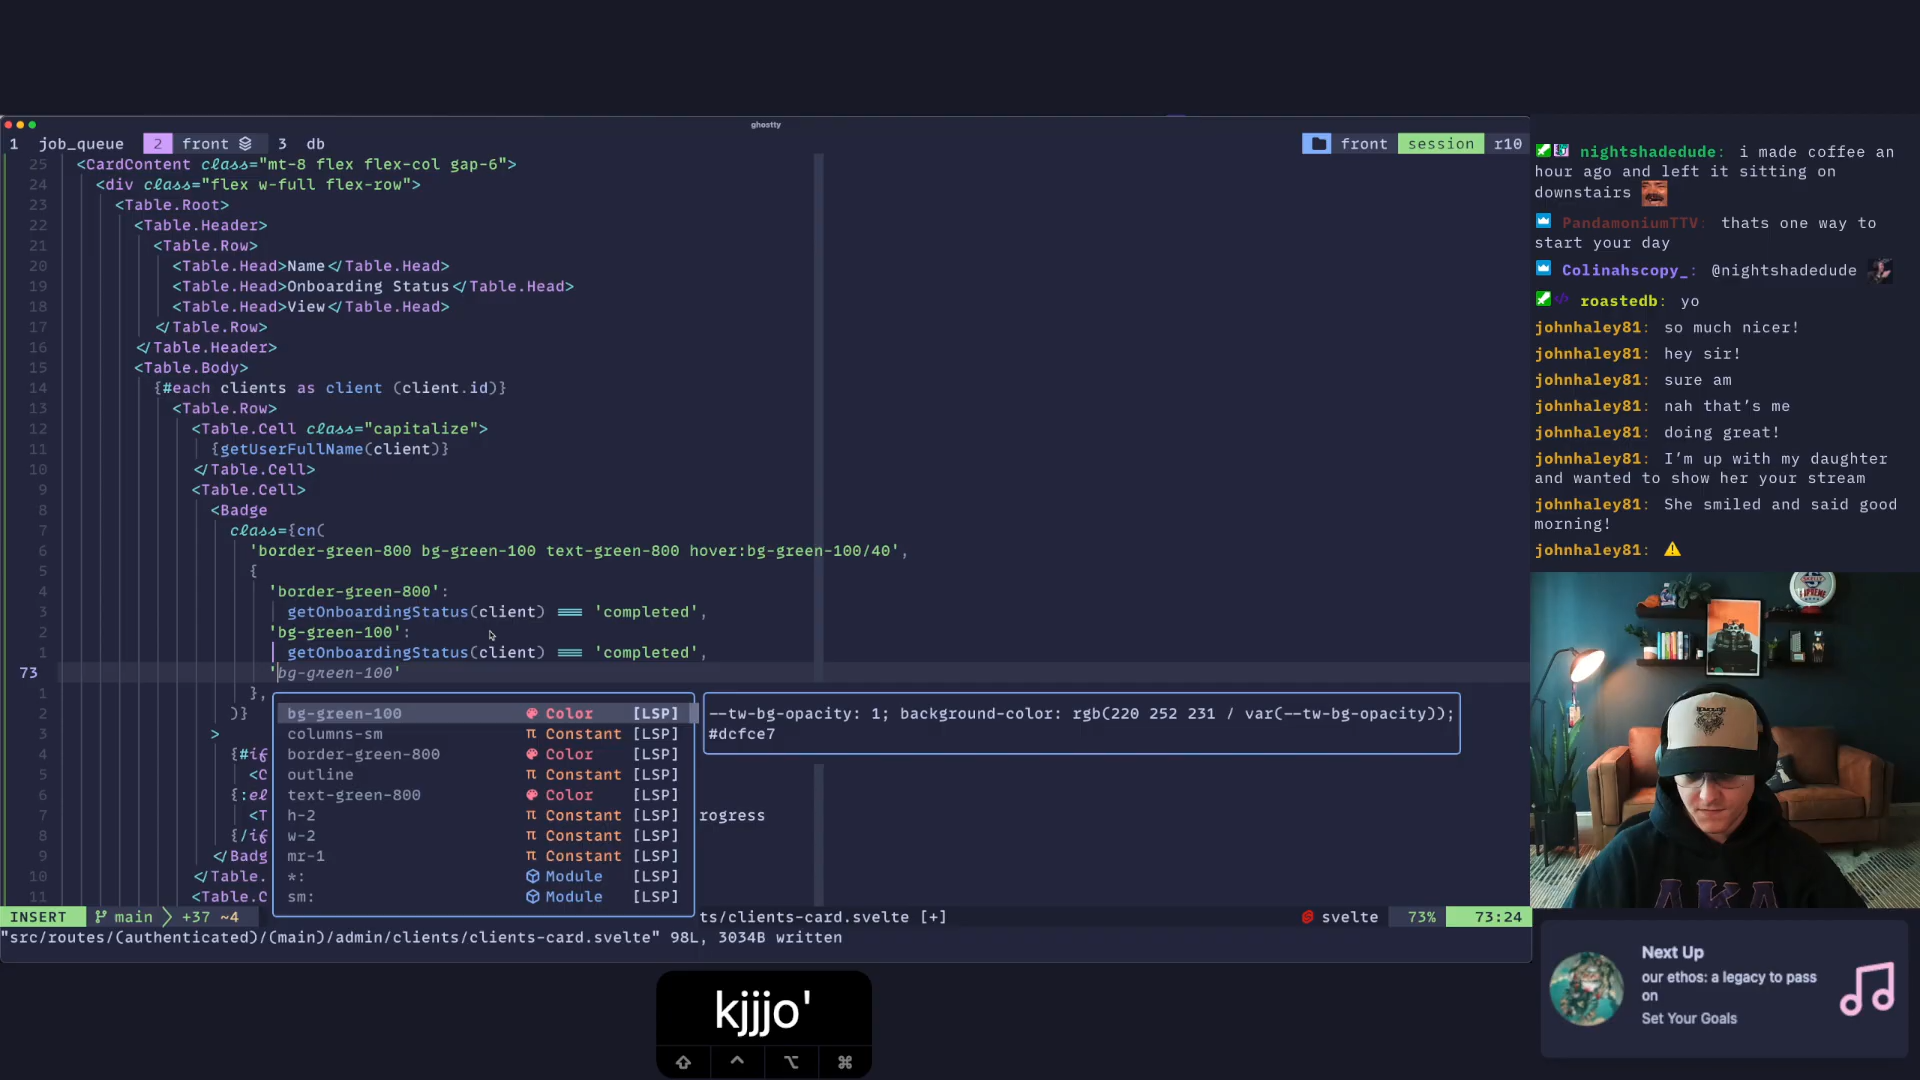 ghostty
1 job_queue 2 front 3 db front session r10
25 <CardContent class="mt-8 flex flex-col gap-6">
24 <div class="flex w-full flex-row">
23 <Table.Root>
22 <Table.Header>
21 <Table.Row>
20 <Table.Head>Name</Table.Head>
19 <Table.Head>Onboarding Status</Table.Head>
18 <Table.Head>View</Table.Head>
17 </Table.Row>
16 </Table.Header>
15 <Table.Body>
14 {#each clients as client (client.id)}
13 <Table.Row>
12 <Table.Cell class="capitalize">
11 {getUserFullName(client)}
10 </Table.Cell>
9 <Table.Cell>
8 <Badge
7 class={cn(
6 'border-green-800 bg-green-100 text-green-800 hover:bg-green-100/40',
5 {
4 'border-green-800':
3 getOnboardingStatus(client) === 'completed',
2 'bg-green-100':
1 getOnboardingStatus(client) === 'completed',
73 'bg-green-100'
1 },
2 )}
3 >
4 {#if
5 <C
6 {:el
7 <T rogress
8 {/if
9 </Badg
10 </Table.
11 <Table.C
bg-green-100 Color [LSP]
columns-sm π Constant [LSP]
border-green-800 Color [LSP]
outline π Constant [LSP]
text-green-800 Color [LSP]
h-2 π Constant [LSP]
w-2 π Constant [LSP]
mr-1 π Constant [LSP]
*: Module [LSP]
sm: Module [LSP]
--tw-bg-opacity: 1; background-color: rgb(220 252 231 / var(--tw-bg-opacity));
#dcfce7
INSERT main +37 ~4 ts/clients-card.svelte [+] svelte 73% 73:24
"src/routes/(authenticated)/(main)/admin/clients/clients-card.svelte" 98L, 3034B written
kjjjo'
nightshadedude: i made coffee an
hour ago and left it sitting on
downstairs
PandamoniumTTV: thats one way to
start your day
Colinahscopy_: @nightshadedude
roastedb: yo
johnhaley81: so much nicer!
johnhaley81: hey sir!
johnhaley81: sure am
johnhaley81: nah that's me
johnhaley81: doing great!
johnhaley81: I'm up with my daughter
and wanted to show her your stream
johnhaley81: She smiled and said good
morning!
johnhaley81: ⚠
Next Up
our ethos: a legacy to pass
on
Set Your Goals